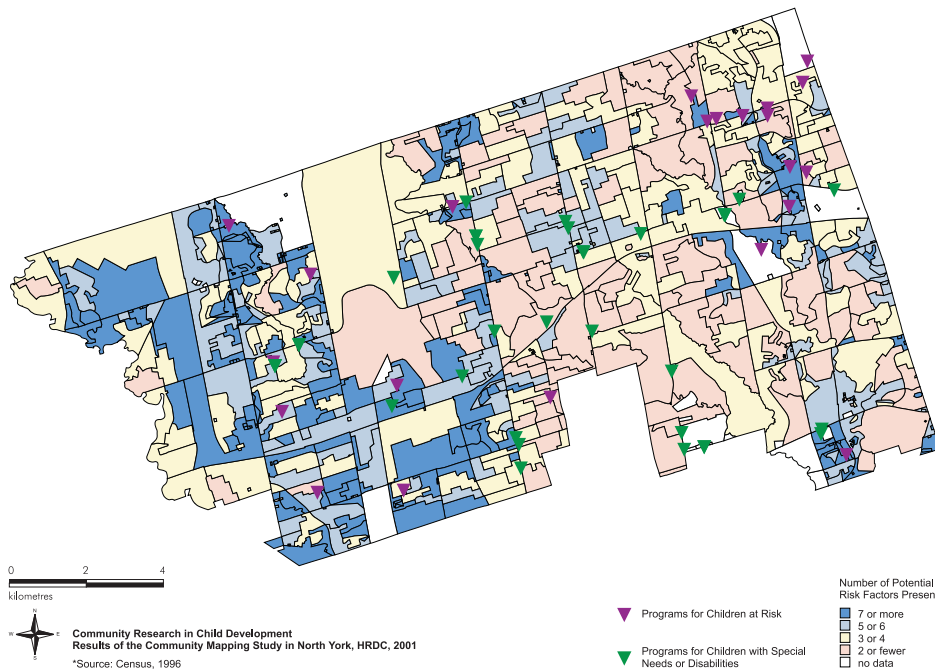 0 2 4
kilometres
N
W E
S
Community Research in Child Development
Results of the Community Mapping Study in North York, HRDC, 2001
*Source: Census, 1996
Programs for Children at Risk
Programs for Children with Special
Needs or Disabilities
Number of Potential
Risk Factors Presen
7 or more
5 or 6
3 or 4
2 or fewer
no data